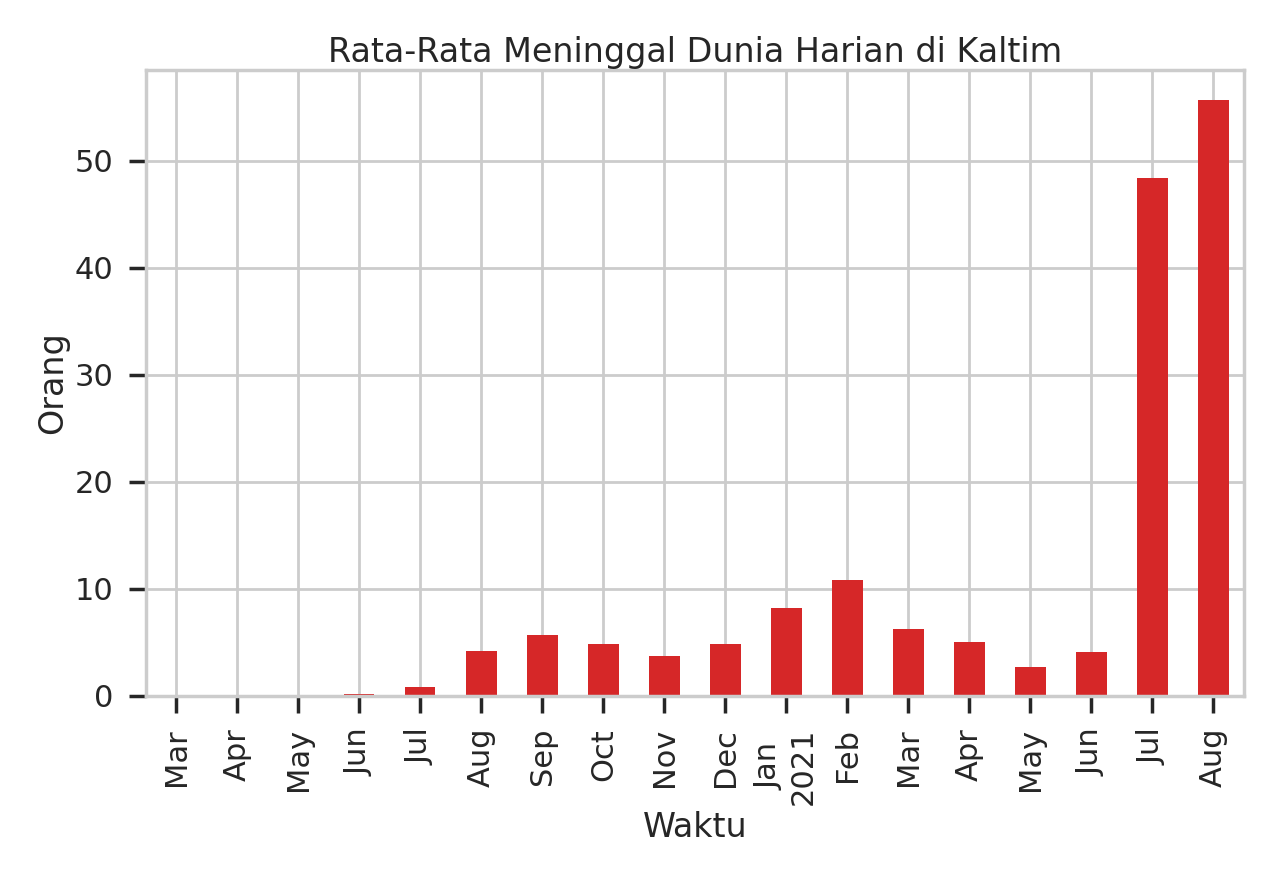 Rata-Rata Meninggal Dunia Harian di Kaltim
Orang
50
40
30
20
10
0
Mar
Apr
May
Jun
Jul
Aug
Sep
Oct
Nov
Dec
Jan
2021
Feb
Mar
Apr
May
Jun
Jul
Aug
Waktu